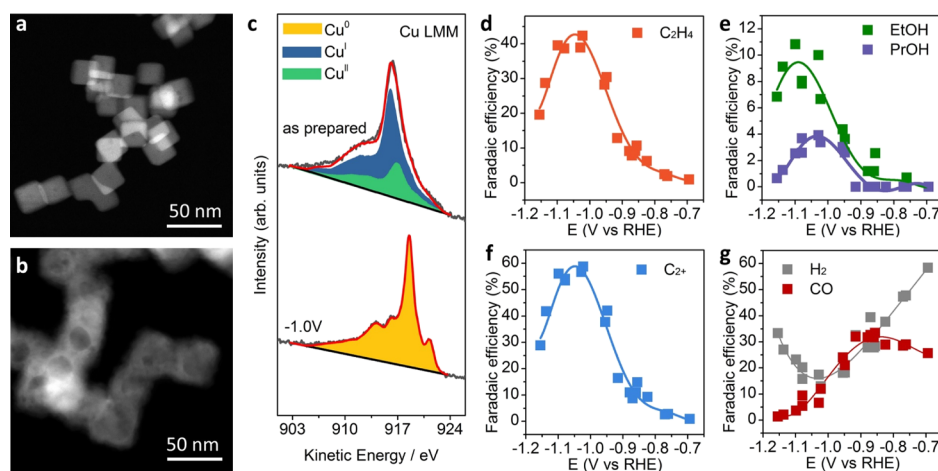 a
50 nm
b
50 nm
c
Cu⁰
Cuᴵ
Cuᴵᴵ
Cu LMM
as prepared
-1.0V
Intensity (arb. units)
903 910 917 924
Kinetic Energy / eV
d
C₂H₄
Faradaic efficiency (%)
40
30
20
10
0
-1.2 -1.1 -1.0 -0.9 -0.8 -0.7
E (V vs RHE)
e
EtOH
PrOH
Faradaic efficiency (%)
12
10
8
6
4
2
0
-1.2 -1.1 -1.0 -0.9 -0.8 -0.7
E (V vs RHE)
f
C₂₊
Faradaic efficiency (%)
60
50
40
30
20
10
0
-1.2 -1.1 -1.0 -0.9 -0.8 -0.7
E (V vs RHE)
g
H₂
CO
Faradaic efficiency (%)
60
50
40
30
20
10
0
-1.2 -1.1 -1.0 -0.9 -0.8 -0.7
E (V vs RHE)